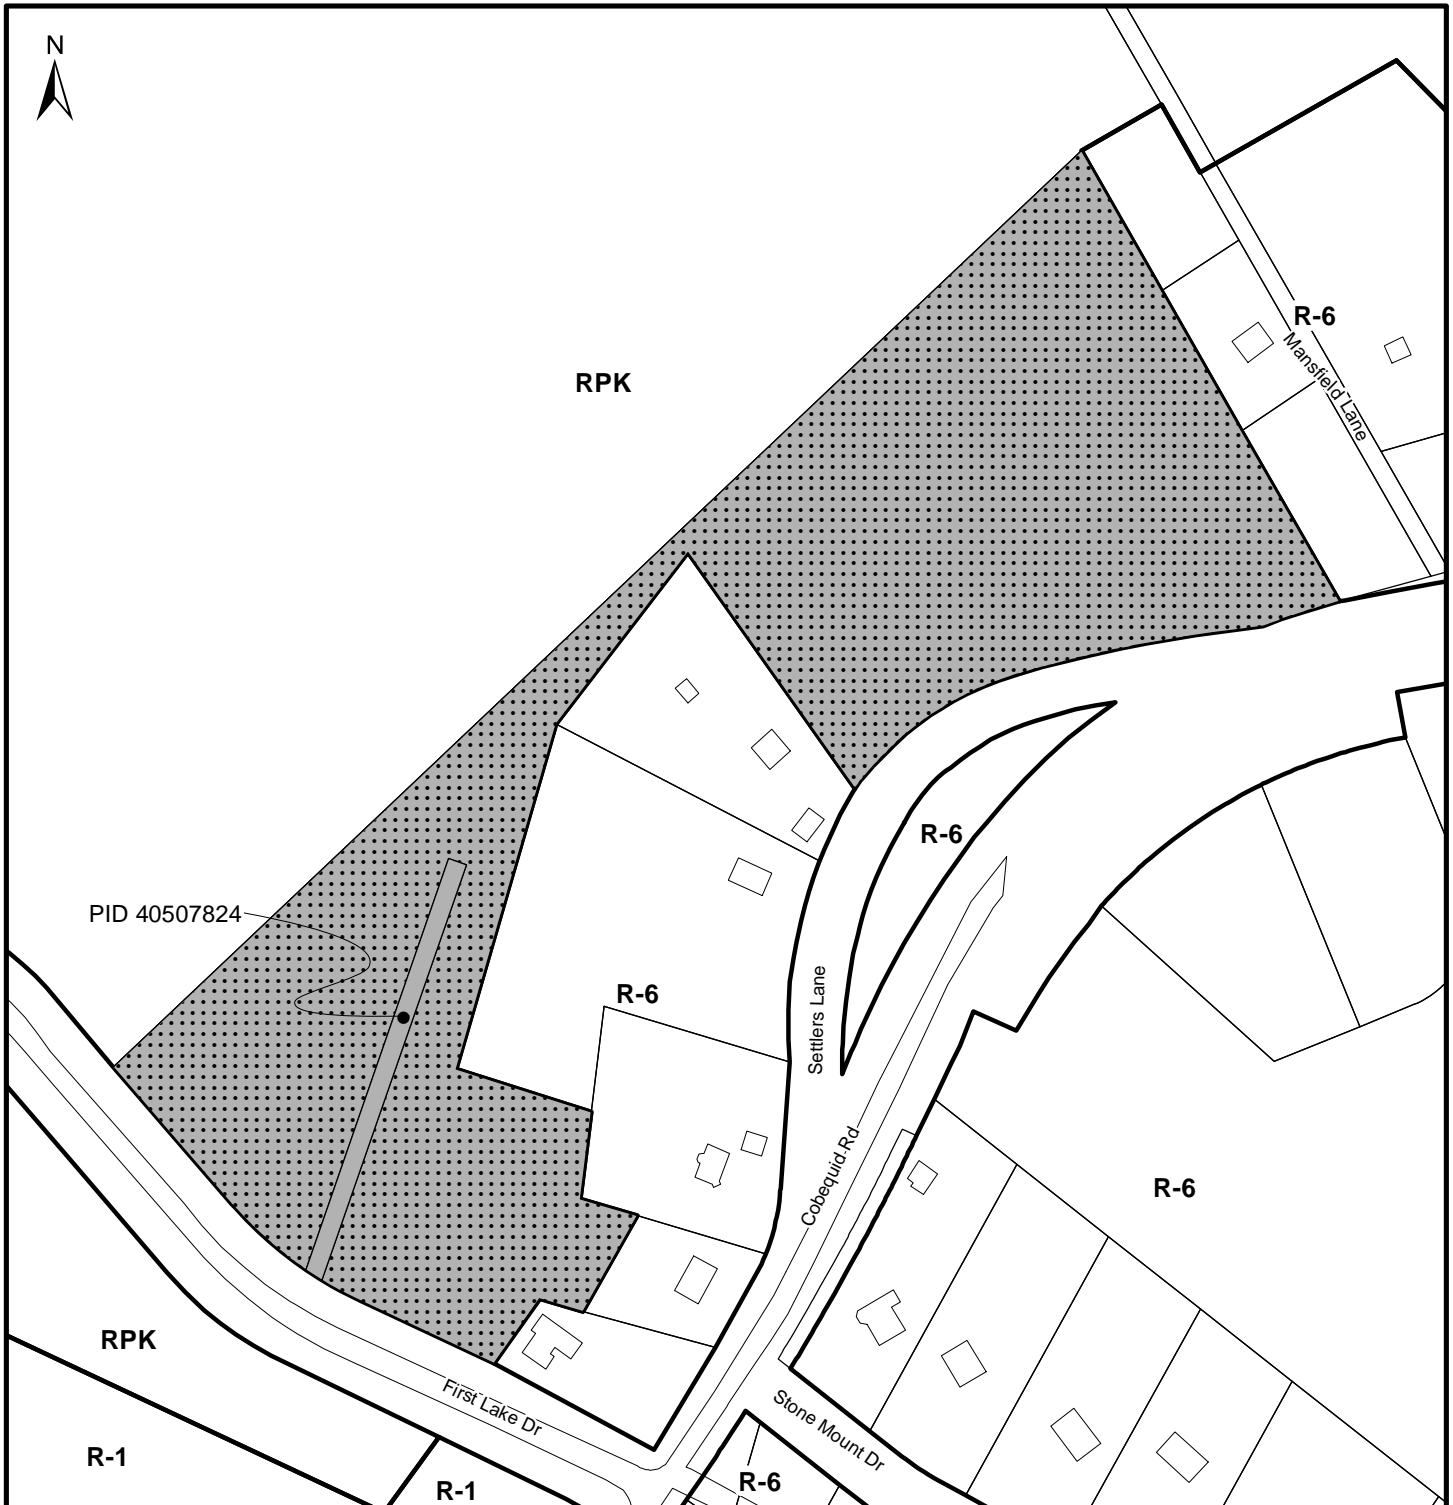 N
R-6
Mansfield Lane
RPK
R-6
PID 40507824
R-6
Settlers Lane
Cobequid Rd
R-6
RPK
First Lake Dr
Stone Mount Dr
R-1
R-6
R-1